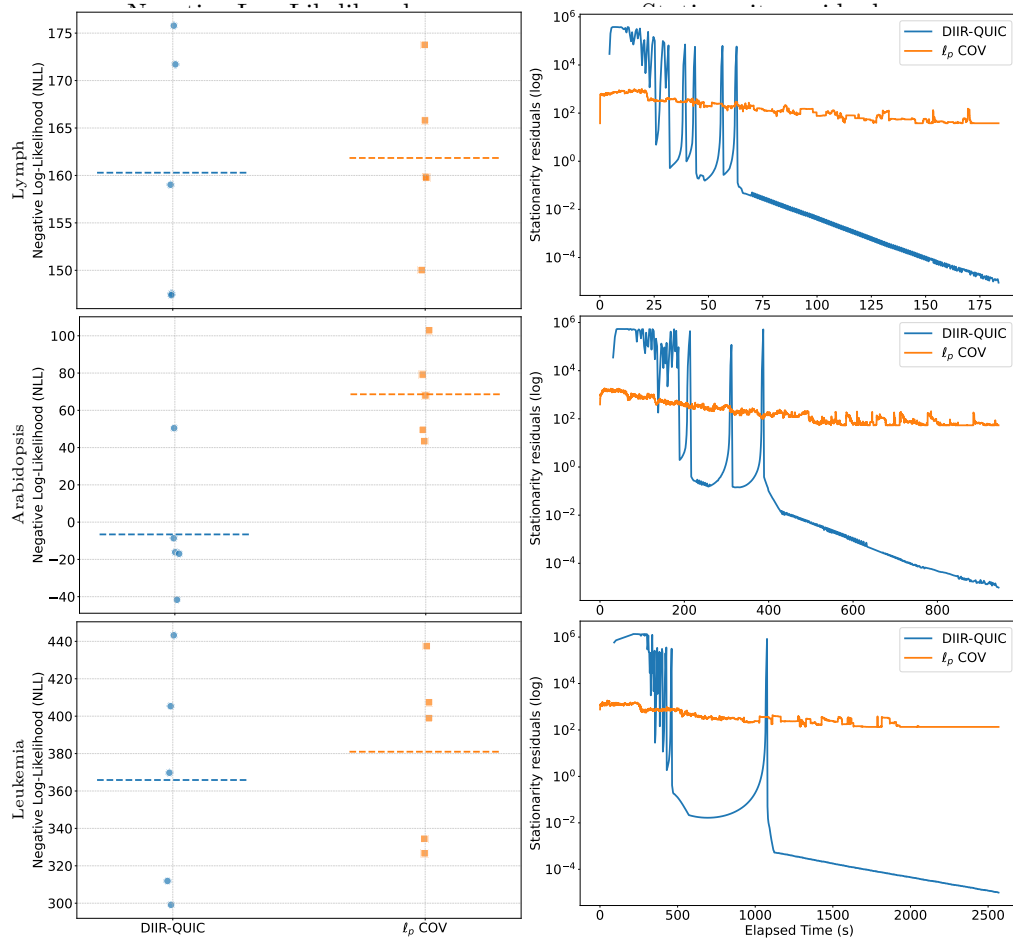 Negative Log-Likelihood
Stationarity residuals
Lymph
Negative Log-Likelihood (NLL)
175
170
165
160
155
150
Stationarity residuals (log)
10^6
10^4
10^2
10^0
10^−2
10^−4
DIIR-QUIC
ℓp COV
0 25 50 75 100 125 150 175
Arabidopsis
Negative Log-Likelihood (NLL)
100
80
60
40
20
0
−20
−40
Stationarity residuals (log)
10^6
10^4
10^2
10^0
10^−2
10^−4
DIIR-QUIC
ℓp COV
0 200 400 600 800
Leukemia
Negative Log-Likelihood (NLL)
440
420
400
380
360
340
320
300
DIIR-QUIC ℓp COV
Stationarity residuals (log)
10^6
10^4
10^2
10^0
10^−2
10^−4
DIIR-QUIC
ℓp COV
0 500 1000 1500 2000 2500
Elapsed Time (s)